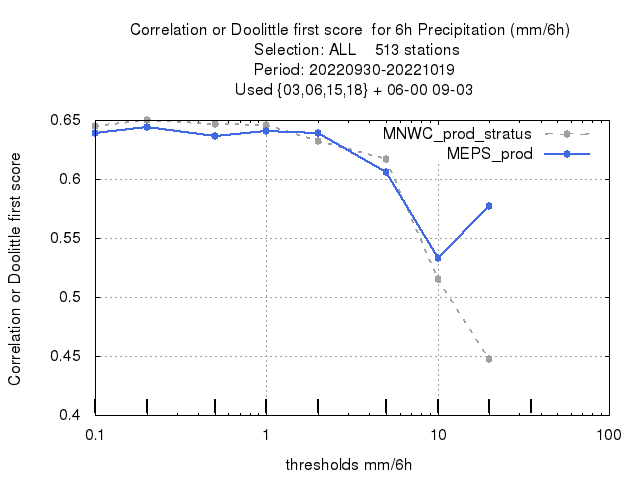 Correlation or Doolittle first score  for 6h Precipitation (mm/6h)
Selection: ALL    513 stations
Period: 20220930-20221019
Used {03,06,15,18} + 06-00 09-03
MNWC_prod_stratus
MEPS_prod
Correlation or Doolittle first score
0.65
0.6
0.55
0.5
0.45
0.4
0.1
1
10
100
thresholds mm/6h